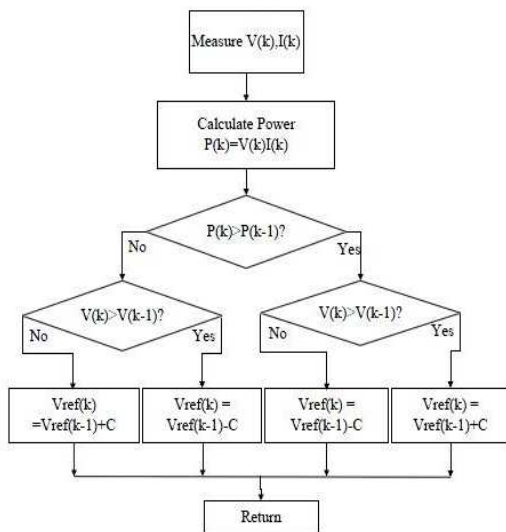 Measure V(k),I(k)
Calculate Power
P(k)=V(k)I(k)
P(k)>P(k-1)?
No
Yes
V(k)>V(k-1)?
No
Yes
V(k)>V(k-1)?
No
Yes
Vref(k)
=Vref(k-1)+C
Vref(k) =
Vref(k-1)-C
Vref(k) =
Vref(k-1)-C
Vref(k) =
Vref(k-1)+C
Return